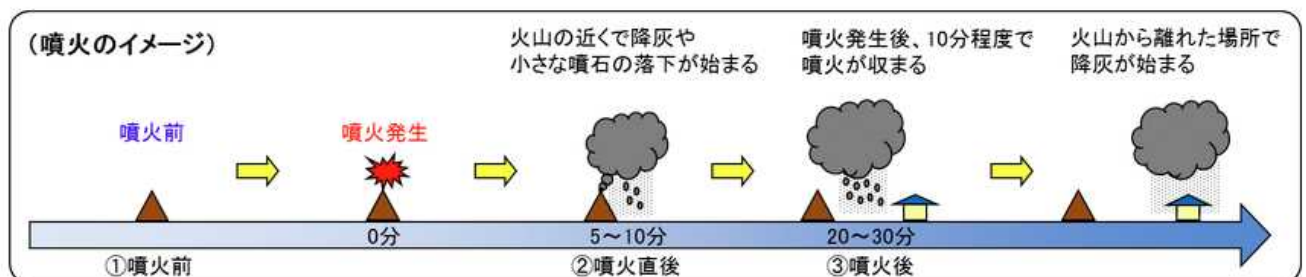 (噴火のイメージ)
火山の近くで降灰や
小さな噴石の落下が始まる
噴火発生後、10分程度で
噴火が収まる
火山から離れた場所で
降灰が始まる
噴火前
噴火発生
0分
5～10分
20～30分
①噴火前
②噴火直後
③噴火後